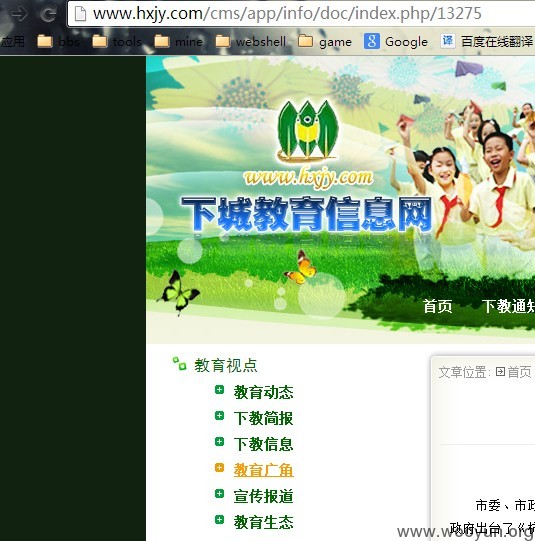 www.hxjy.com/cms/app/info/doc/index.php/13275
应用 bbs tools mine webshell game Google 译 百度在线翻译
www.hxjy.com
下城教育信息网
首页 下教通知
教育视点
文章位置: 首页
教育动态
下教简报
下教信息
教育广角
宣传报道
教育生态
市委、市政
政府出台了《
www.wooyun.org